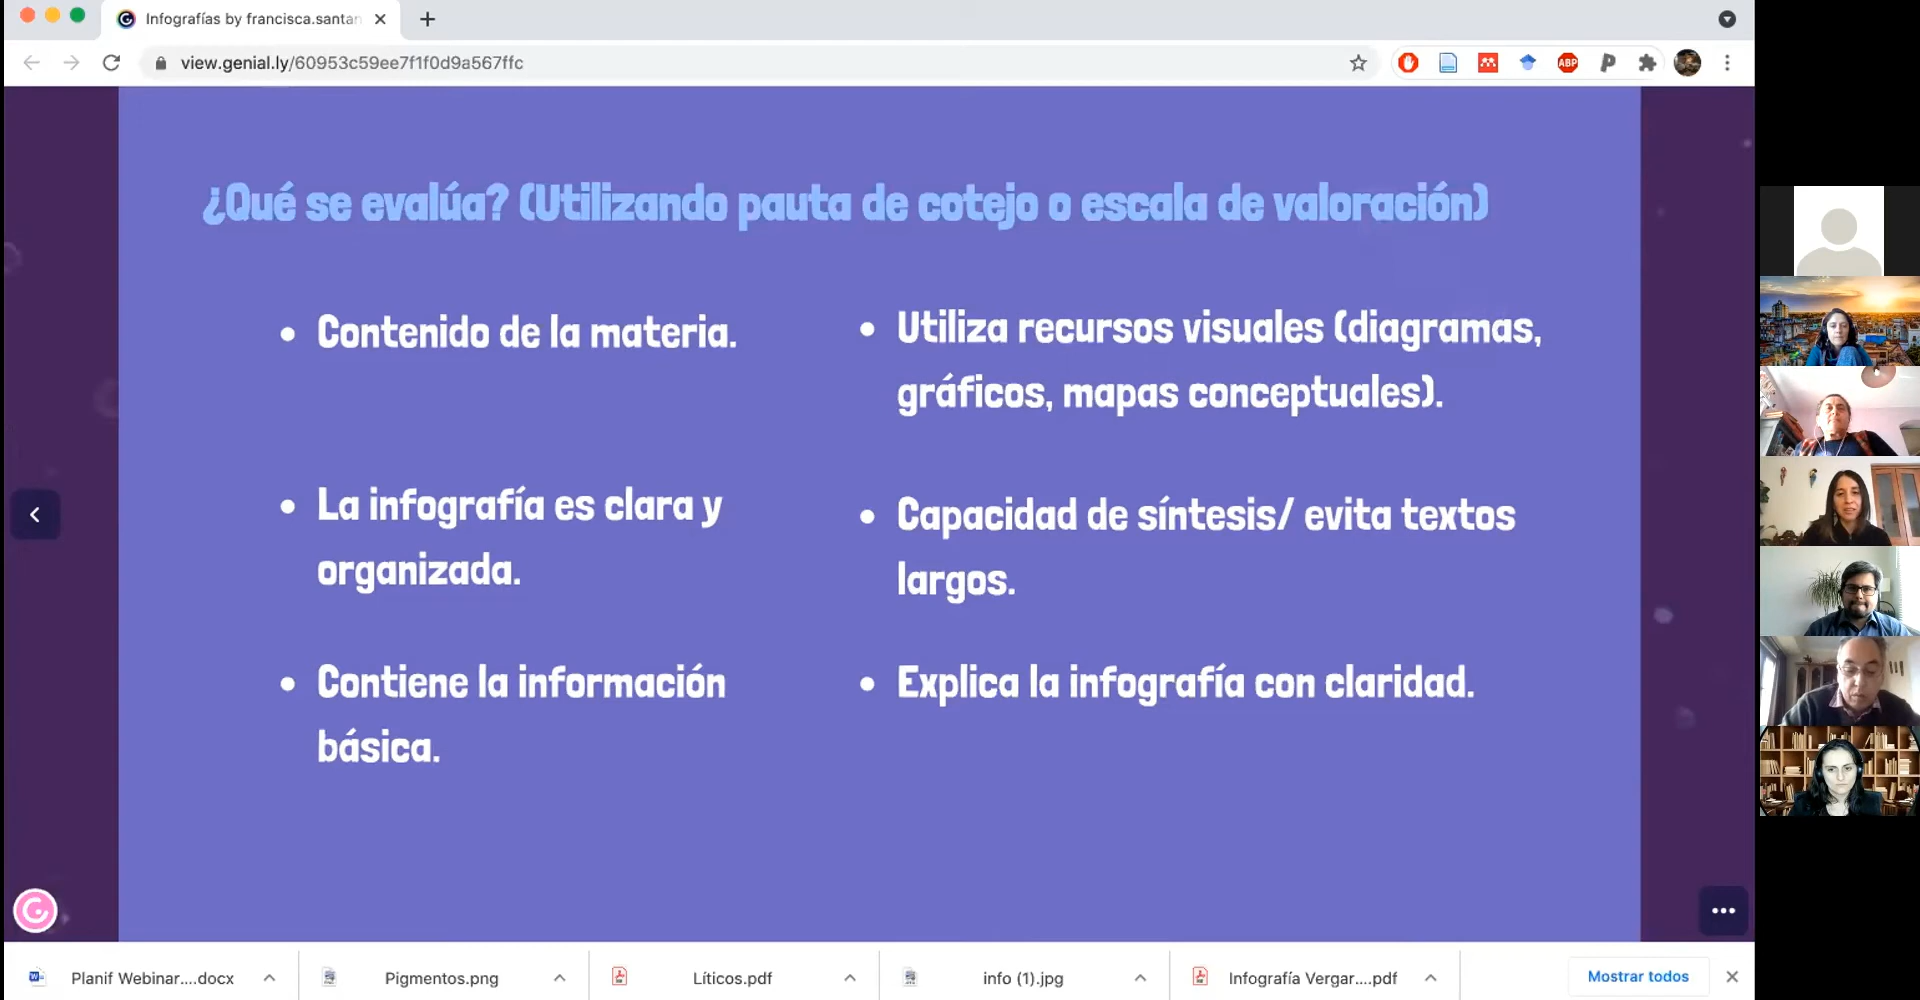 Infografías by francisca.santan
view.genial.ly/60953c59ee7f1f0d9a567ffc
ABP
¿Qué se evalúa? (Utilizando pauta de cotejo o escala de valoración)
• Contenido de la materia.
• La infografía es clara y
organizada.
• Contiene la información
básica.
• Utiliza recursos visuales (diagramas,
gráficos, mapas conceptuales).
• Capacidad de síntesis/ evita textos
largos.
• Explica la infografía con claridad.
Planif Webinar....docx
Pigmentos.png
Líticos.pdf
info (1).jpg
Infografía Vergar....pdf
Mostrar todos